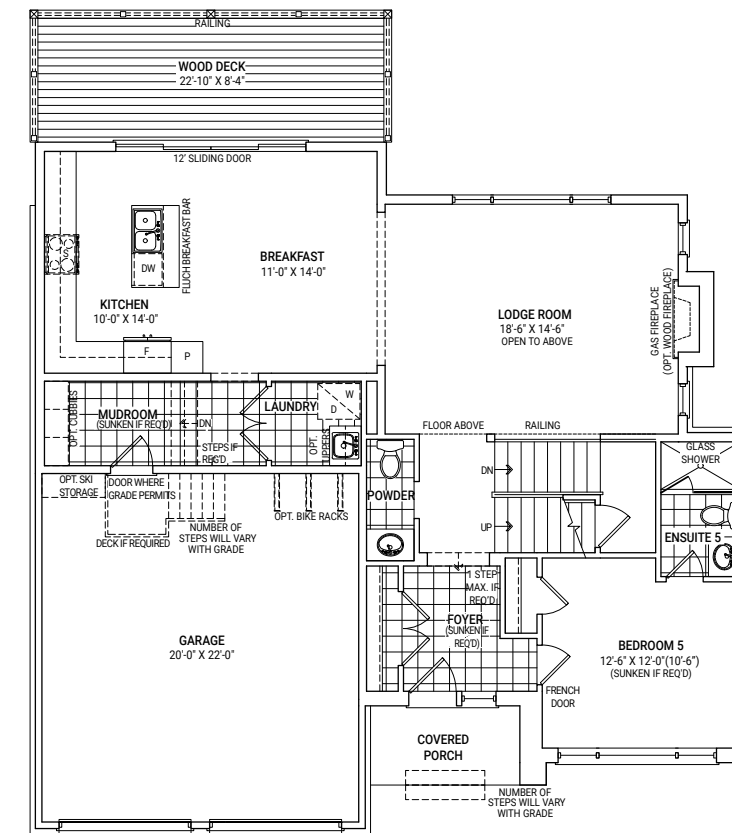 RAILING
WOOD DECK
22'-10" X 8'-4"
12' SLIDING DOOR
FLUCH BREAKFAST BAR
DW
S
BREAKFAST
11'-0" X 14'-0"
KITCHEN
10'-0" X 14'-0"
F
P
LODGE ROOM
18'-6" X 14'-6"
OPEN TO ABOVE
GAS FIREPLACE
(OPT. WOOD FIREPLACE)
OPT. CUBBIES
MUDROOM
(SUNKEN IF REQ'D)
DN
STEPS IF
REQ'D
LAUNDRY
W
D
OPT.
UPPERS
FLOOR ABOVE
RAILING
DN
UP
GLASS
SHOWER
ENSUITE 5
POWDER
OPT. SKI
STORAGE
DOOR WHERE
GRADE PERMITS
DECK IF REQUIRED
NUMBER OF
STEPS WILL VARY
WITH GRADE
OPT. BIKE RACKS
1 STEP
MAX. IF
REQ'D
FOYER
(SUNKEN IF
REQ'D)
GARAGE
20'-0" X 22'-0"
BEDROOM 5
12'-6" X 12'-0"(10'-6")
(SUNKEN IF REQ'D)
FRENCH
DOOR
COVERED
PORCH
NUMBER OF
STEPS WILL VARY
WITH GRADE